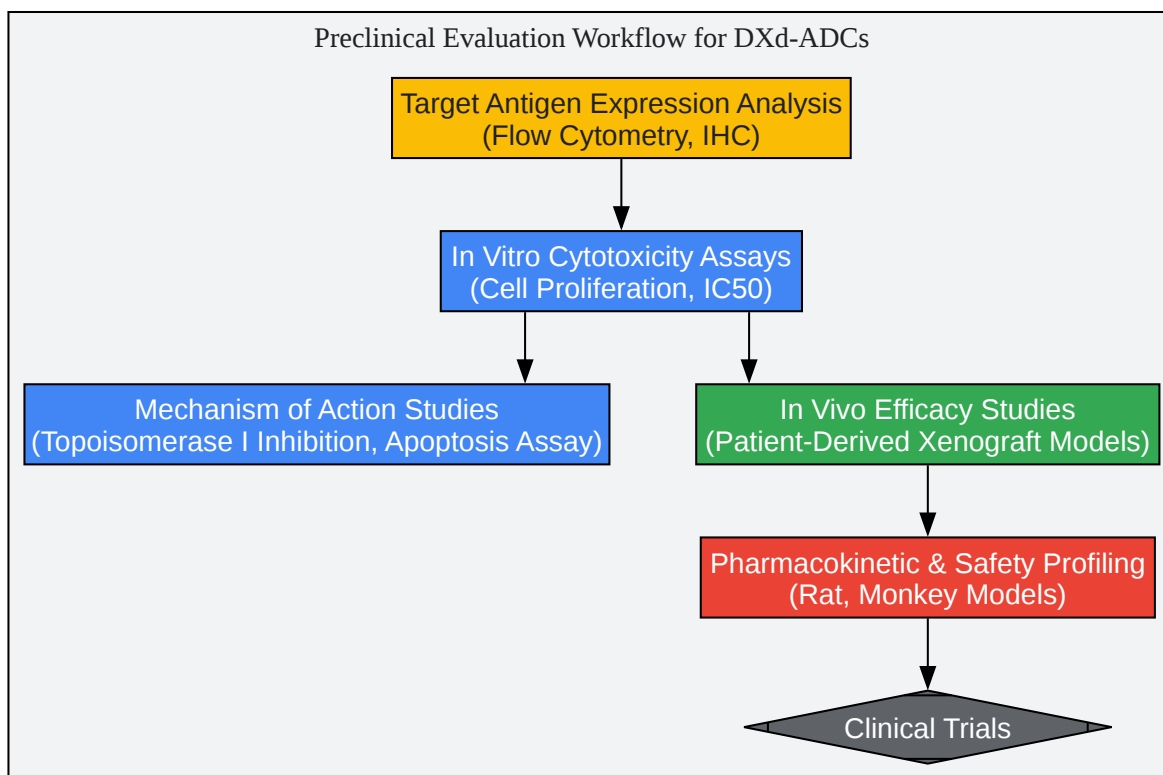 Preclinical Evaluation Workflow for DXd-ADCs
Target Antigen Expression Analysis
(Flow Cytometry, IHC)
In Vitro Cytotoxicity Assays
(Cell Proliferation, IC50)
Mechanism of Action Studies
(Topoisomerase I Inhibition, Apoptosis Assay)
In Vivo Efficacy Studies
(Patient-Derived Xenograft Models)
Pharmacokinetic & Safety Profiling
(Rat, Monkey Models)
Clinical Trials